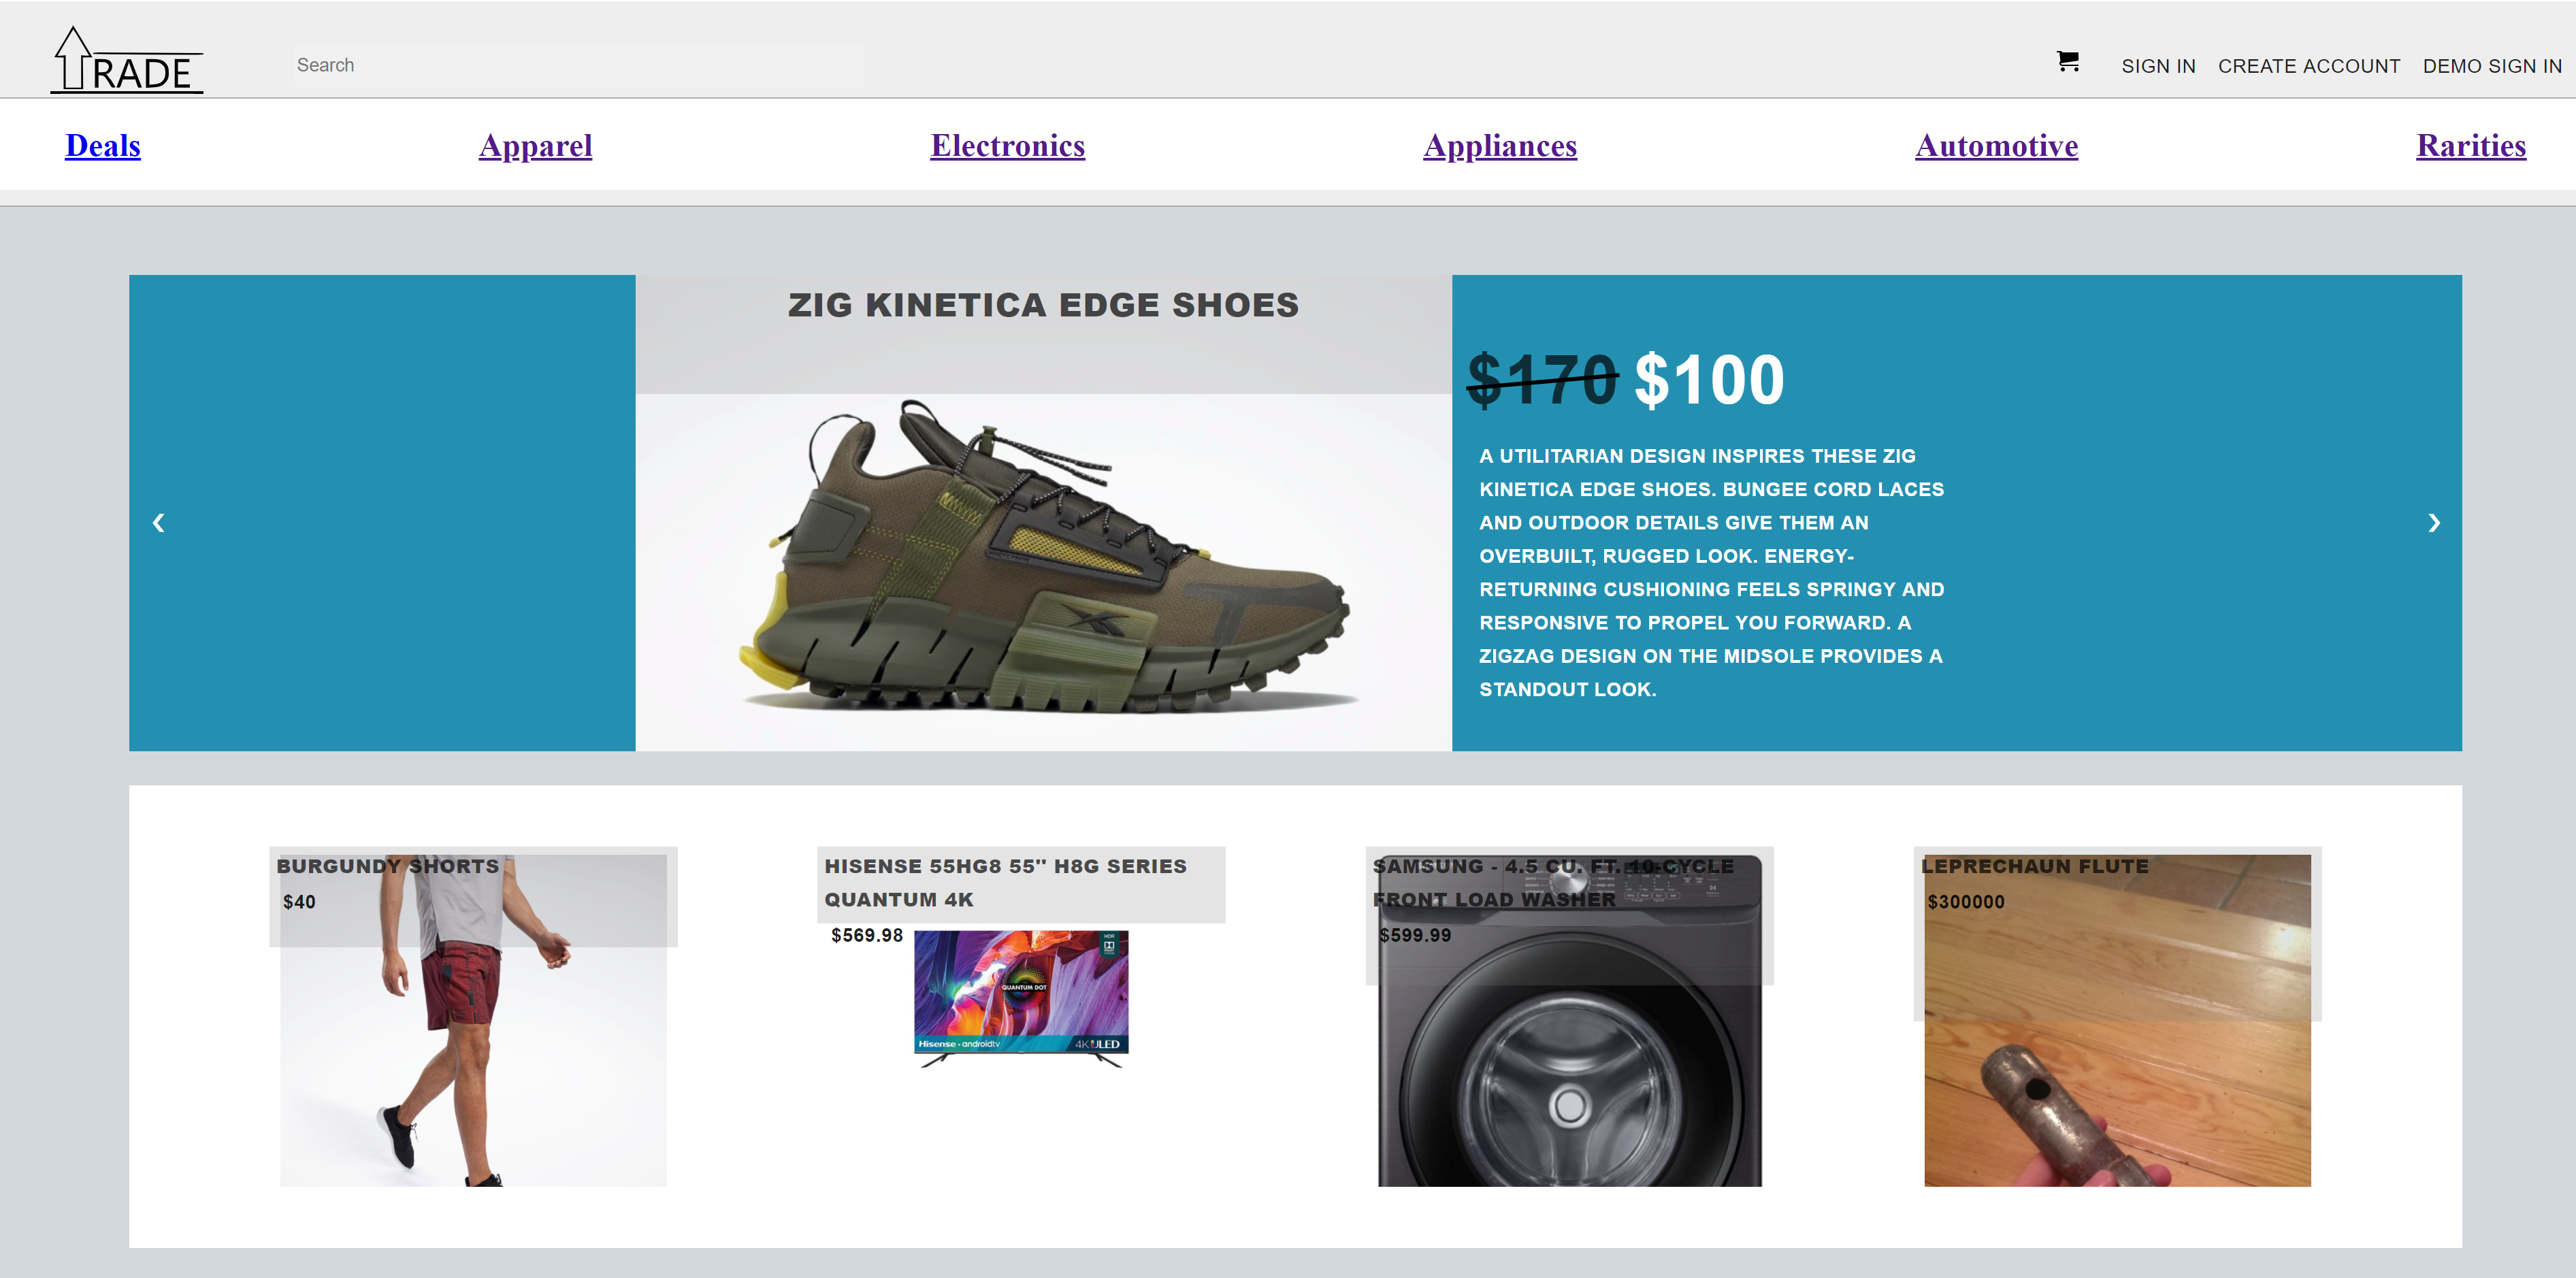 TRADE
Search
SIGN IN CREATE ACCOUNT DEMO SIGN IN
Deals Apparel Electronics Appliances Automotive Rarities
ZIG KINETICA EDGE SHOES
$170 $100
A UTILITARIAN DESIGN INSPIRES THESE ZIG
KINETICA EDGE SHOES. BUNGEE CORD LACES
AND OUTDOOR DETAILS GIVE THEM AN
OVERBUILT, RUGGED LOOK. ENERGY-
RETURNING CUSHIONING FEELS SPRINGY AND
RESPONSIVE TO PROPEL YOU FORWARD. A
ZIGZAG DESIGN ON THE MIDSOLE PROVIDES A
STANDOUT LOOK.
BURGUNDY SHORTS
$40
HISENSE 55HG8 55'' H8G SERIES
QUANTUM 4K
$569.98
HDR
QUANTUM DOT
Hisense • androidtv 4K ULED
SAMSUNG - 4.5 CU. FT. 10-CYCLE
FRONT LOAD WASHER
$599.99
LEPRECHAUN FLUTE
$300000